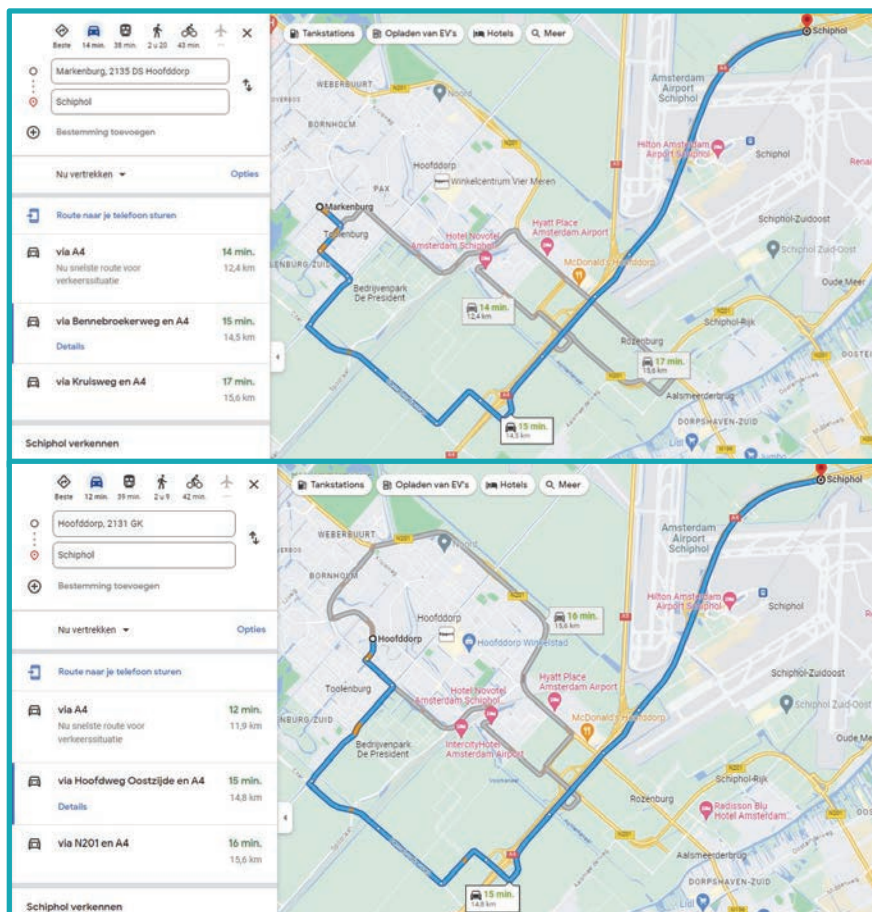 Beste
14 min.
38 min.
2 u 20
43 min.
Markenburg, 2135 DS Hoofddorp
Schiphol
Bestemming toevoegen
Nu vertrekken
Opties
Route naar je telefoon sturen
via A4
14 min.
Nu snelste route voor
verkeerssituatie
12,4 km
via Bennebroekerweg en A4
15 min.
14,5 km
Details
via Kruisweg en A4
17 min.
15,6 km
Schiphol verkennen
Tankstations
Opladen van EV's
Hotels
Meer
Schiphol
N201
WEBERBUURT
Noord
Amsterdam
Airport
Schiphol
BORNHOLM
Hilton Amsterdam
Airport Schiphol
Schiphol
Hoofddorp
Winkelcentrum Vier Meren
PAX
Markenburg
Schiphol-Zuidoost
Hotel Novotel
Amsterdam Schiphol
Hyatt Place
Amsterdam Airport
Toolenburg
McDonald's Hoofddorp
Schiphol Zuid-Oost
Oude Meer
Bedrijvenpark
De President
14 min.
12,4 km
N201
Schiphol-Rijk
Rozenburg
17 min.
15,6 km
Aalsmeerderbrug
A4
15 min.
14,5 km
DORPSHAVEN-ZUID
Lidl
Jumbo
N196
Beste
12 min.
39 min.
2 u 9
42 min.
Hoofddorp, 2131 GK
Schiphol
Bestemming toevoegen
Nu vertrekken
Opties
Route naar je telefoon sturen
via A4
12 min.
Nu snelste route voor
verkeerssituatie
11,9 km
via Hoofdweg Oostzijde en A4
15 min.
14,8 km
Details
via N201 en A4
16 min.
15,6 km
Schiphol verkennen
Tankstations
Opladen van EV's
Hotels
Meer
Schiphol
WEBERBUURT
N201
Noord
Amsterdam
Airport
Schiphol
BORNHOLM
Hilton Amsterdam
Airport Schiphol
Schiphol
16 min.
15,6 km
Hoofddorp
Hoofddorp
Hoofddorp Winkelstad
Schiphol-Zuidoost
Toolenburg
Hotel Novotel
Amsterdam Schiphol
Hyatt Place
Amsterdam Airport
McDonald's Hoofddorp
Schiphol Zuid-Oost
Bedrijvenpark
De President
IntercityHotel
Amsterdam Airport
Oude Meer
Schiphol-Rijk
Rozenburg
Radisson Blu
Hotel Amsterdam...
Aalsmeerderbrug
A4
15 min.
14,8 km
DORPSHAVEN-ZUID
Lidl
N196